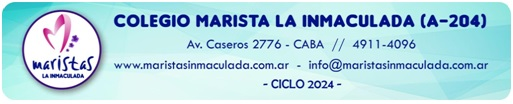 COLEGIO MARISTA LA INMACULADA (A-204)
Av. Caseros 2776 - CABA // 4911-4096
maristas
LA INMACULADA
www.maristasinmaculada.com.ar - info@maristasinmaculada.com.ar
- CICLO 2024 -